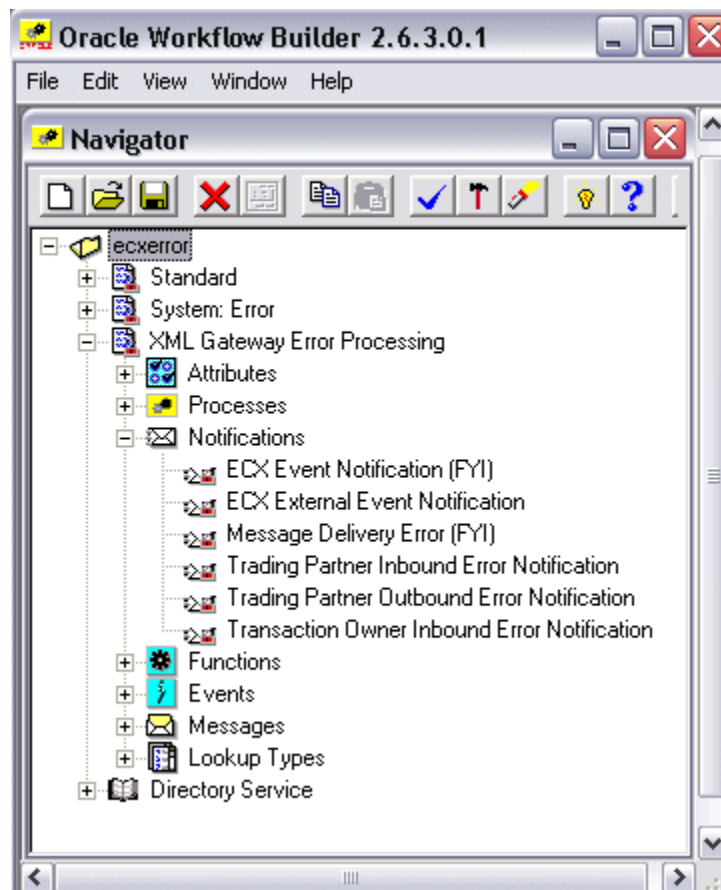 Oracle Workflow Builder 2.6.3.0.1
File Edit View Window Help
Navigator
ecxerror
Standard
System: Error
XML Gateway Error Processing
Attributes
Processes
Notifications
ECX Event Notification (FYI)
ECX External Event Notification
Message Delivery Error (FYI)
Trading Partner Inbound Error Notification
Trading Partner Outbound Error Notification
Transaction Owner Inbound Error Notification
Functions
Events
Messages
Lookup Types
Directory Service